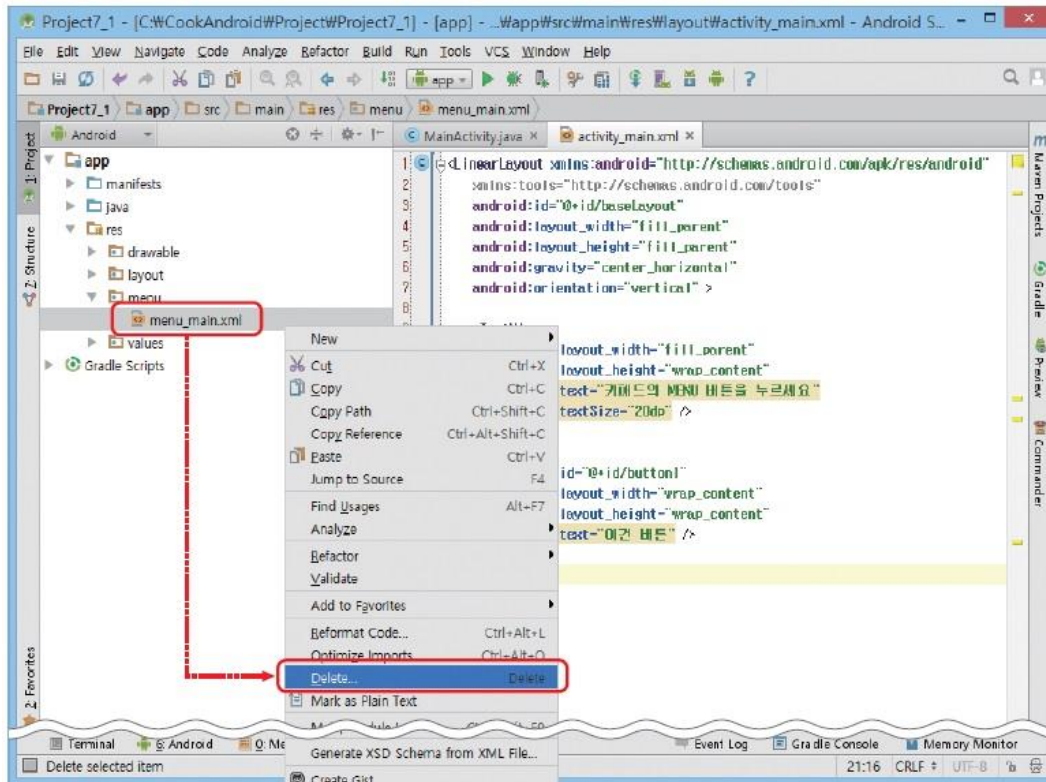 Project7_1 - [C:₩CookAndroid₩Project₩Project7_1] - [app] - ...₩app₩src₩main₩res₩layout₩activity_main.xml - Android S...
File Edit View Navigate Code Analyze Refactor Build Run Tools VCS Window Help
app
Project7_1 app src main res menu menu_main.xml
1: Project
Android
MainActivity.java × activity_main.xml ×
Maven Projects
Gradle
Preview
Commander
Z: Structure
2: Favorites
app
manifests
java
res
drawable
layout
menu
menu_main.xml
values
Gradle Scripts
1 <LinearLayout xmlns:android="http://schemas.android.com/apk/res/android"
2 xmlns:tools="http://schemas.android.com/tools"
3 android:id="@+id/baseLayout"
4 android:layout_width="fill_parent"
5 android:layout_height="fill_parent"
6 android:gravity="center_horizontal"
7 android:orientation="vertical" >
8
layout_width="fill_parent"
layout_height="wrap_content"
text="키패드의 MENU 버튼을 누르세요"
textSize="20dp" />
id="@+id/button1"
layout_width="wrap_content"
layout_height="wrap_content"
text="이건 버튼" />
New
Cut Ctrl+X
Copy Ctrl+C
Copy Path Ctrl+Shift+C
Copy Reference Ctrl+Alt+Shift+C
Paste Ctrl+V
Jump to Source F4
Find Usages Alt+F7
Analyze
Refactor
Validate
Add to Favorites
Reformat Code... Ctrl+Alt+L
Optimize Imports Ctrl+Alt+O
Delete... Delete
Mark as Plain Text
Generate XSD Schema from XML File...
Create Gist
Terminal 6: Android 0: Me Event Log Gradle Console Memory Monitor
Delete selected item 21:16 CRLF UTF-8